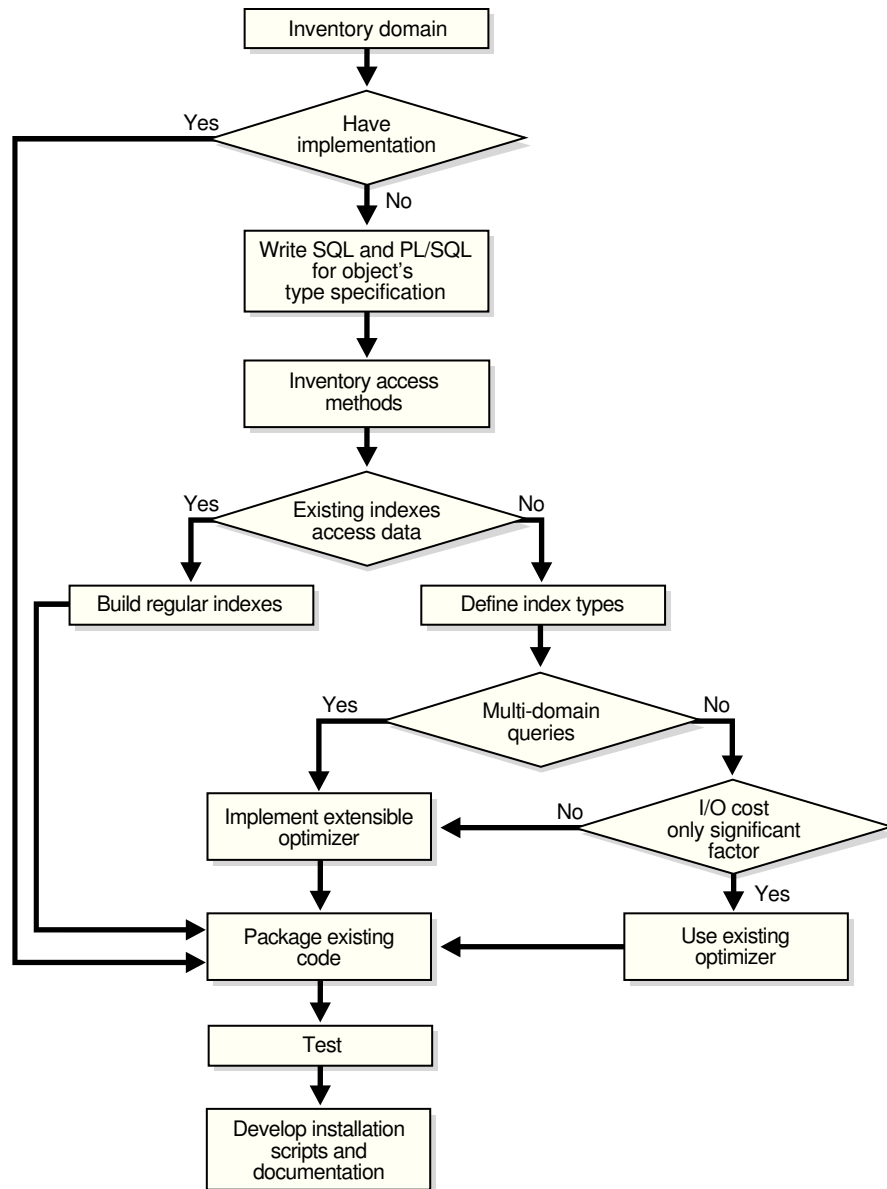 Inventory domain
Yes
Have
implementation
No
Write SQL and PL/SQL
for object's
type specification
Inventory access
methods
Yes
Existing indexes
access data
No
Build regular indexes
Define index types
Yes
Multi-domain
queries
No
Implement extensible
optimizer
No
I/O cost
only significant
factor
Yes
Package existing
code
Use existing
optimizer
Test
Develop installation
scripts and
documentation